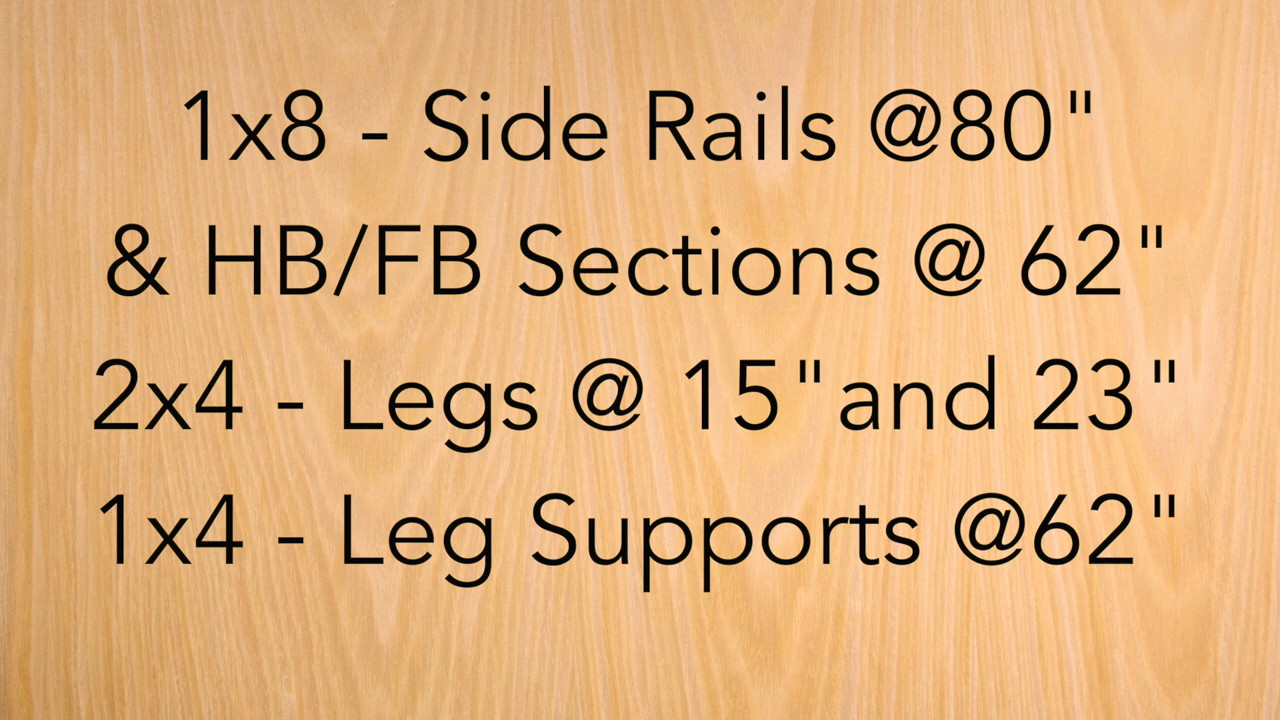 1x8 - Side Rails @80"
& HB/FB Sections @ 62"
2x4 - Legs @ 15"and 23"
1x4 - Leg Supports @62"